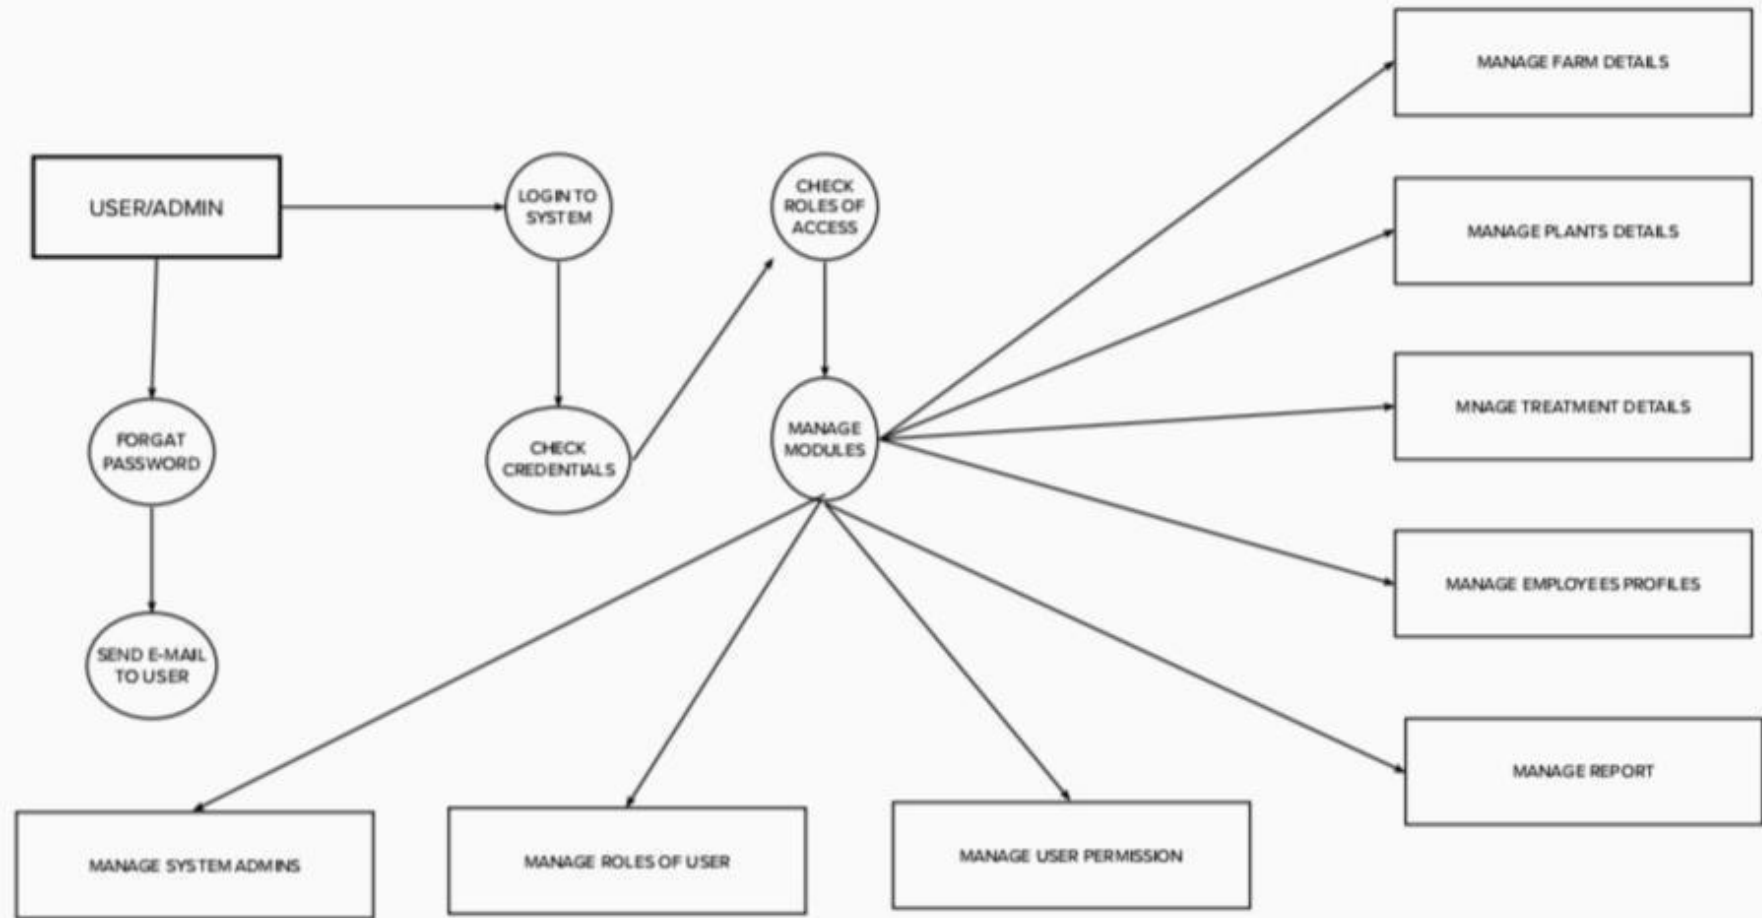 MANAGE FARM DETAILS
USER/ADMIN
LOGIN TO
SYSTEM
CHECK
ROLES OF
ACCESS
MANAGE PLANTS DETAILS
MNAGE TREATMENT DETAILS
FORGAT
PASSWORD
CHECK
CREDENTIALS
MANAGE
MODULES
MANAGE EMPLOYEES PROFILES
SEND E-MAIL
TO USER
MANAGE REPORT
MANAGE SYSTEM ADMINS
MANAGE ROLES OF USER
MANAGE USER PERMISSION